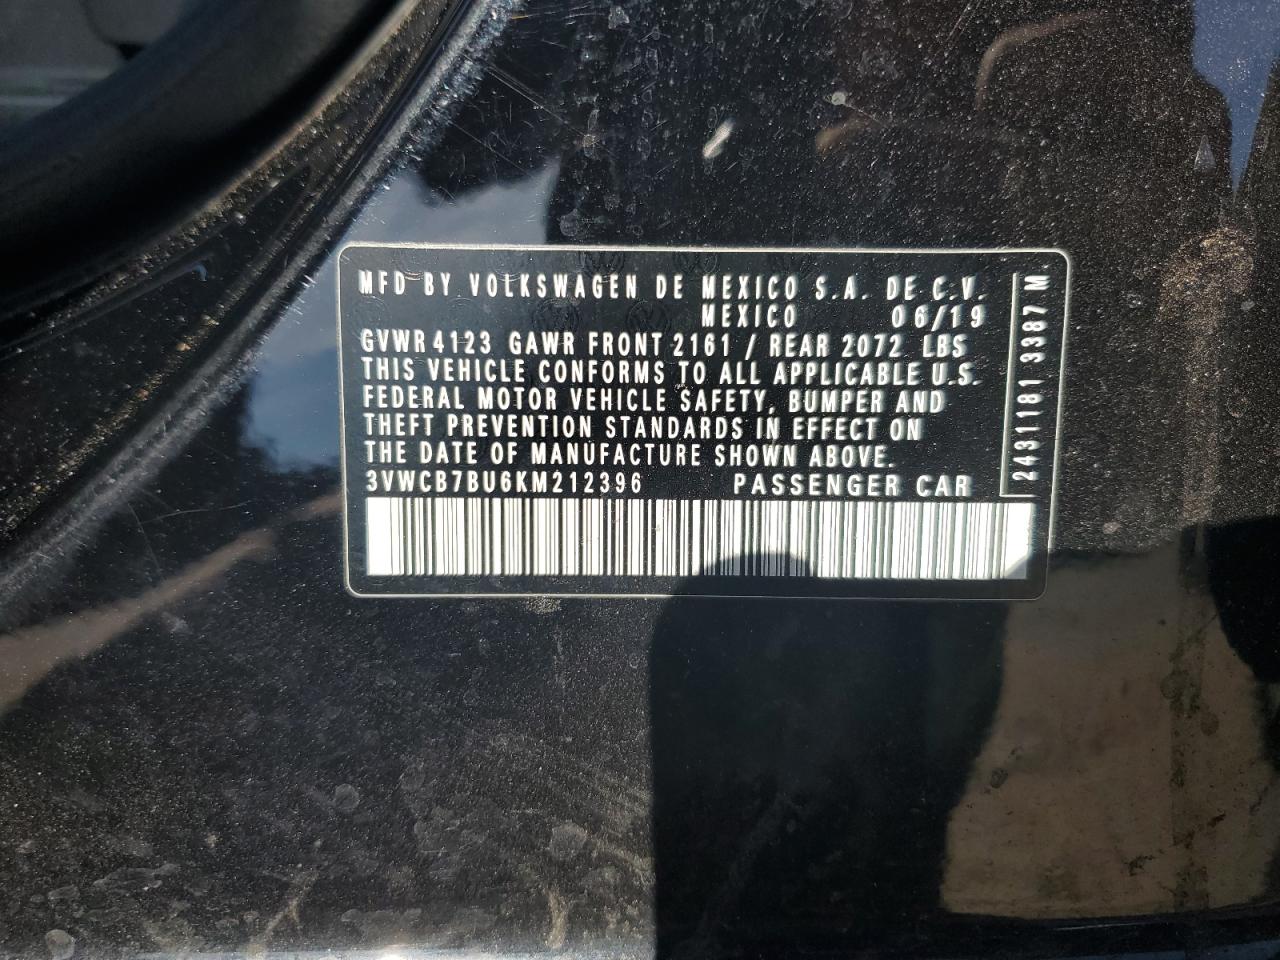 MFD BY VOLKSWAGEN DE MEXICO S.A. DE C.V.
MEXICO 06/19
GVWR 4123 GAWR FRONT 2161 / REAR 2072 LBS
THIS VEHICLE CONFORMS TO ALL APPLICABLE U.S.
FEDERAL MOTOR VEHICLE SAFETY, BUMPER AND
THEFT PREVENTION STANDARDS IN EFFECT ON
THE DATE OF MANUFACTURE SHOWN ABOVE.
3VWCB7BU6KM212396 PASSENGER CAR
2431181 3387 M